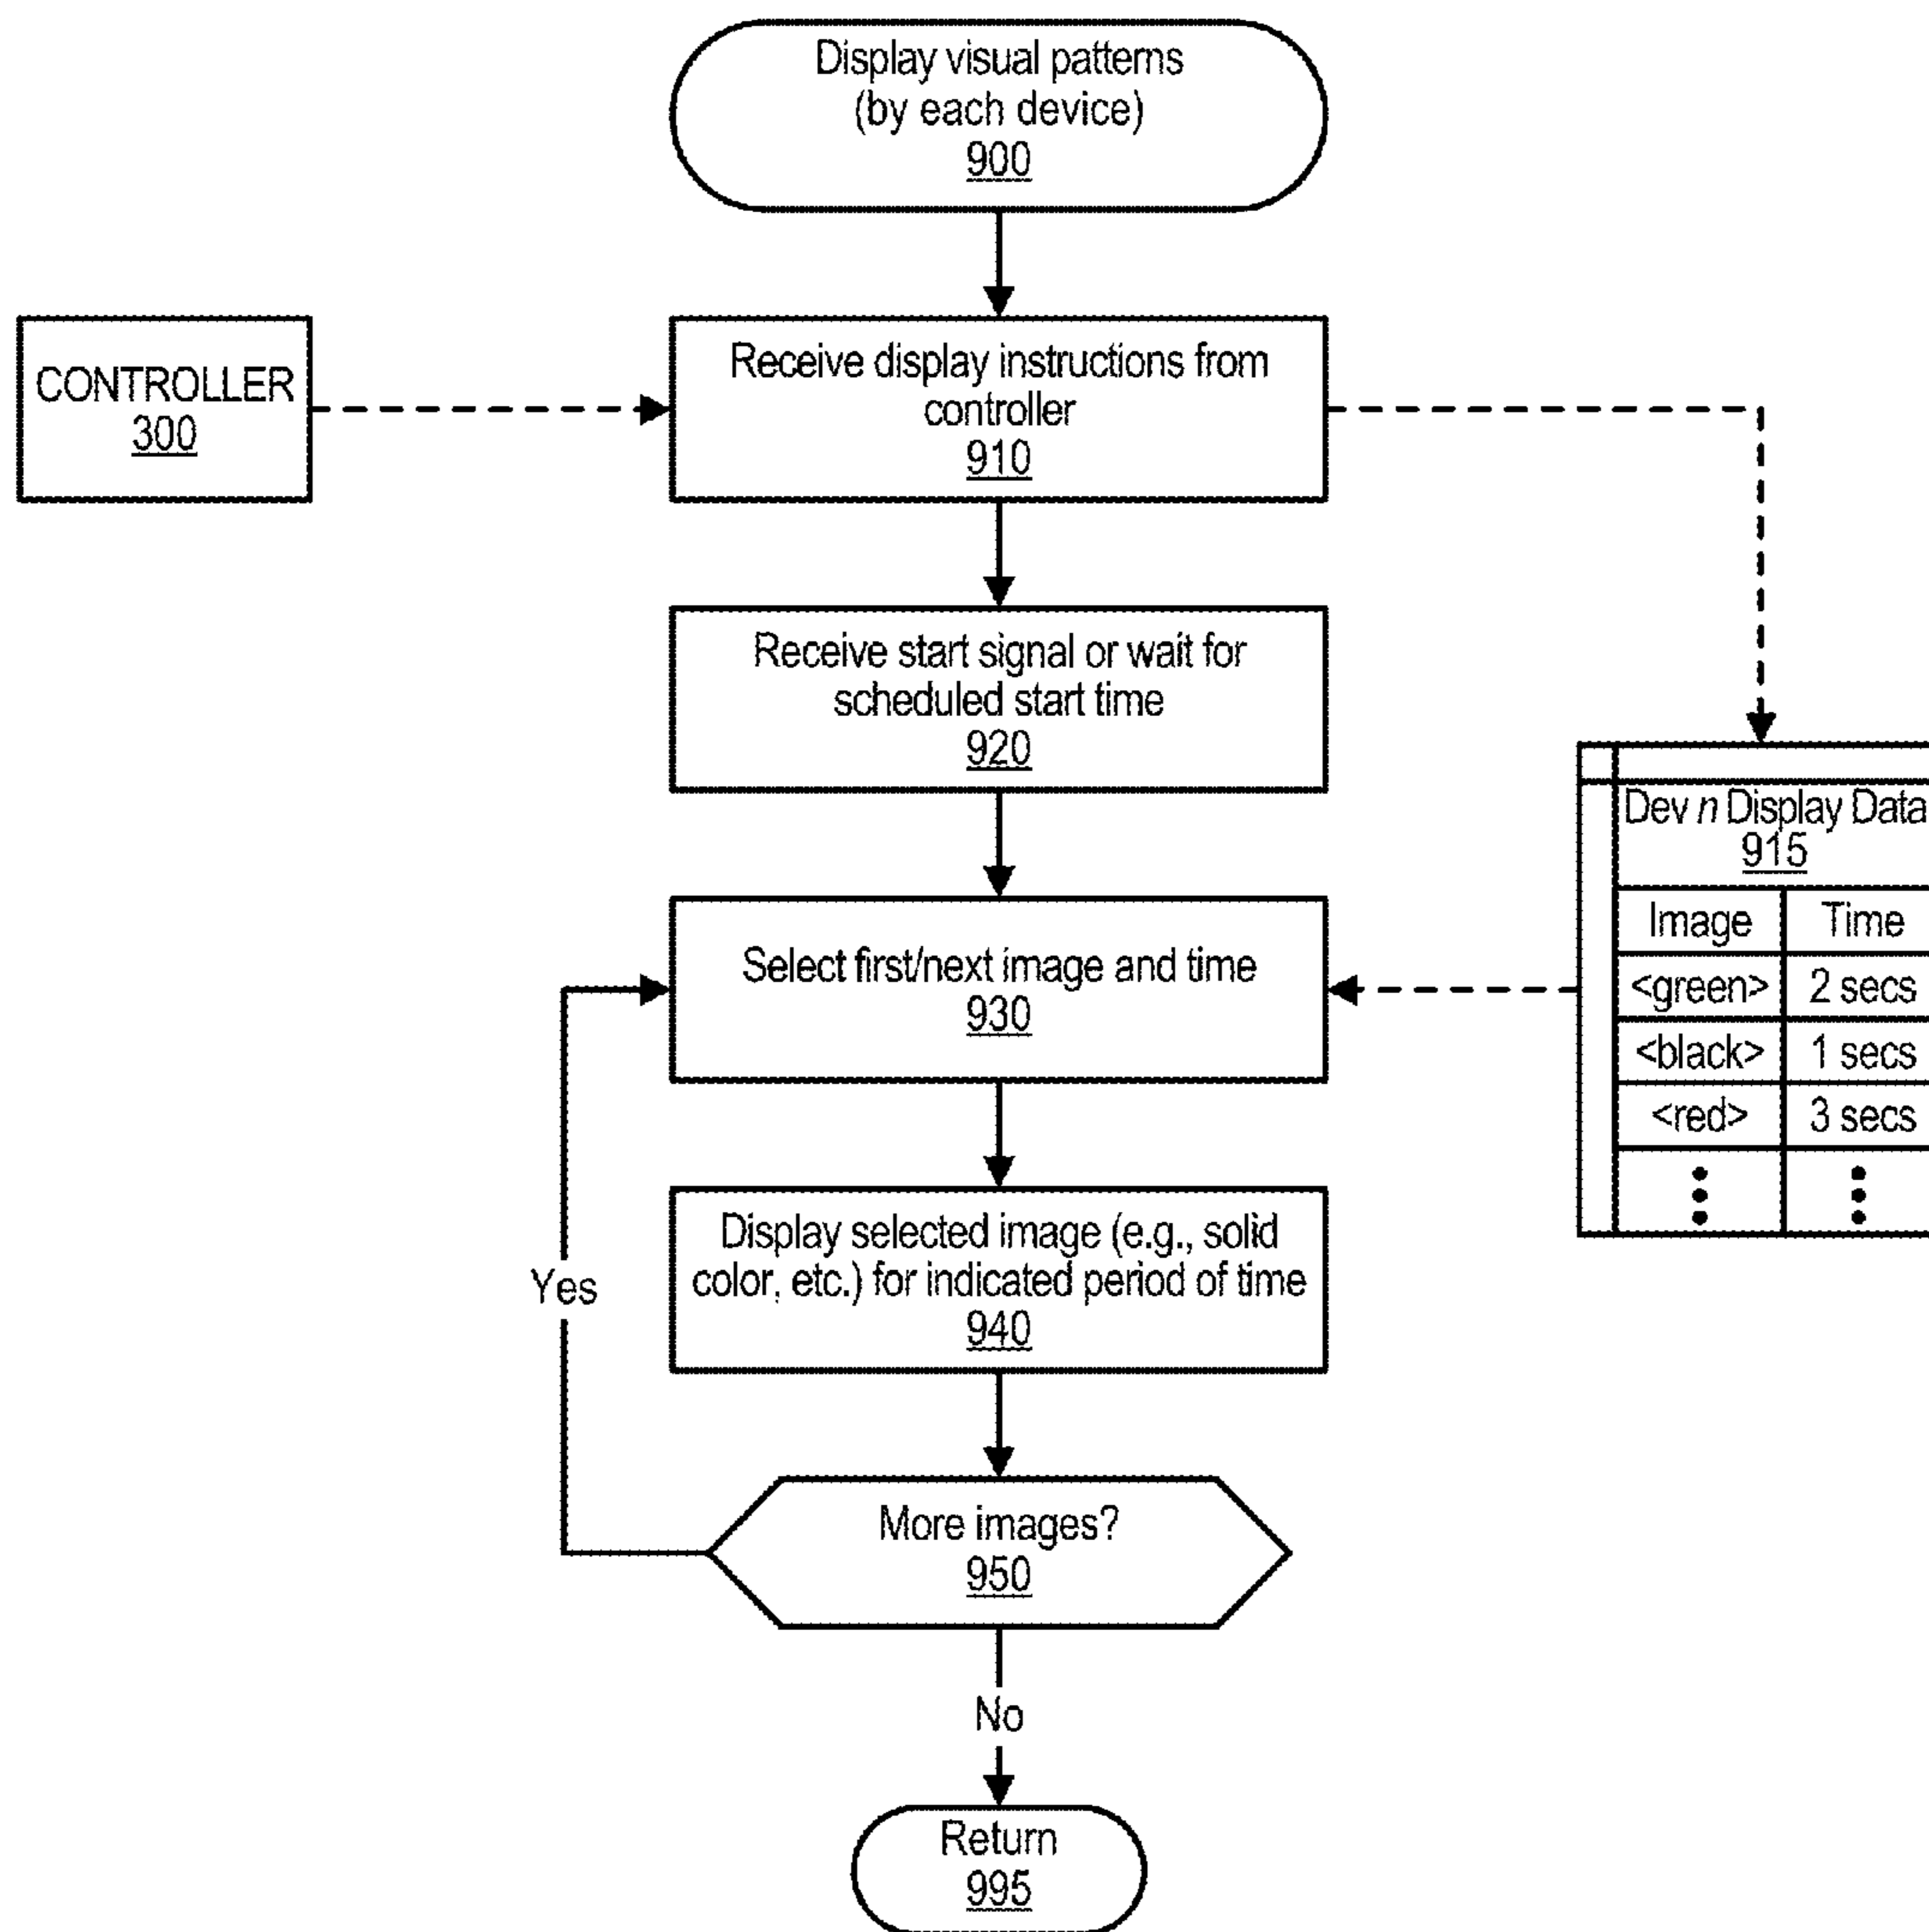 Display visual patterns
(by each device)
900
CONTROLLER
300
Receive display instructions from
controller
910
Receive start signal or wait for
scheduled start time
920
Dev n Display Data
915
Image Time
<green> 2 secs
<black> 1 secs
<red> 3 secs
Select first/next image and time
930
Display selected image (e.g., solid
color, etc.) for indicated period of time
940
Yes
More images?
950
No
Return
995